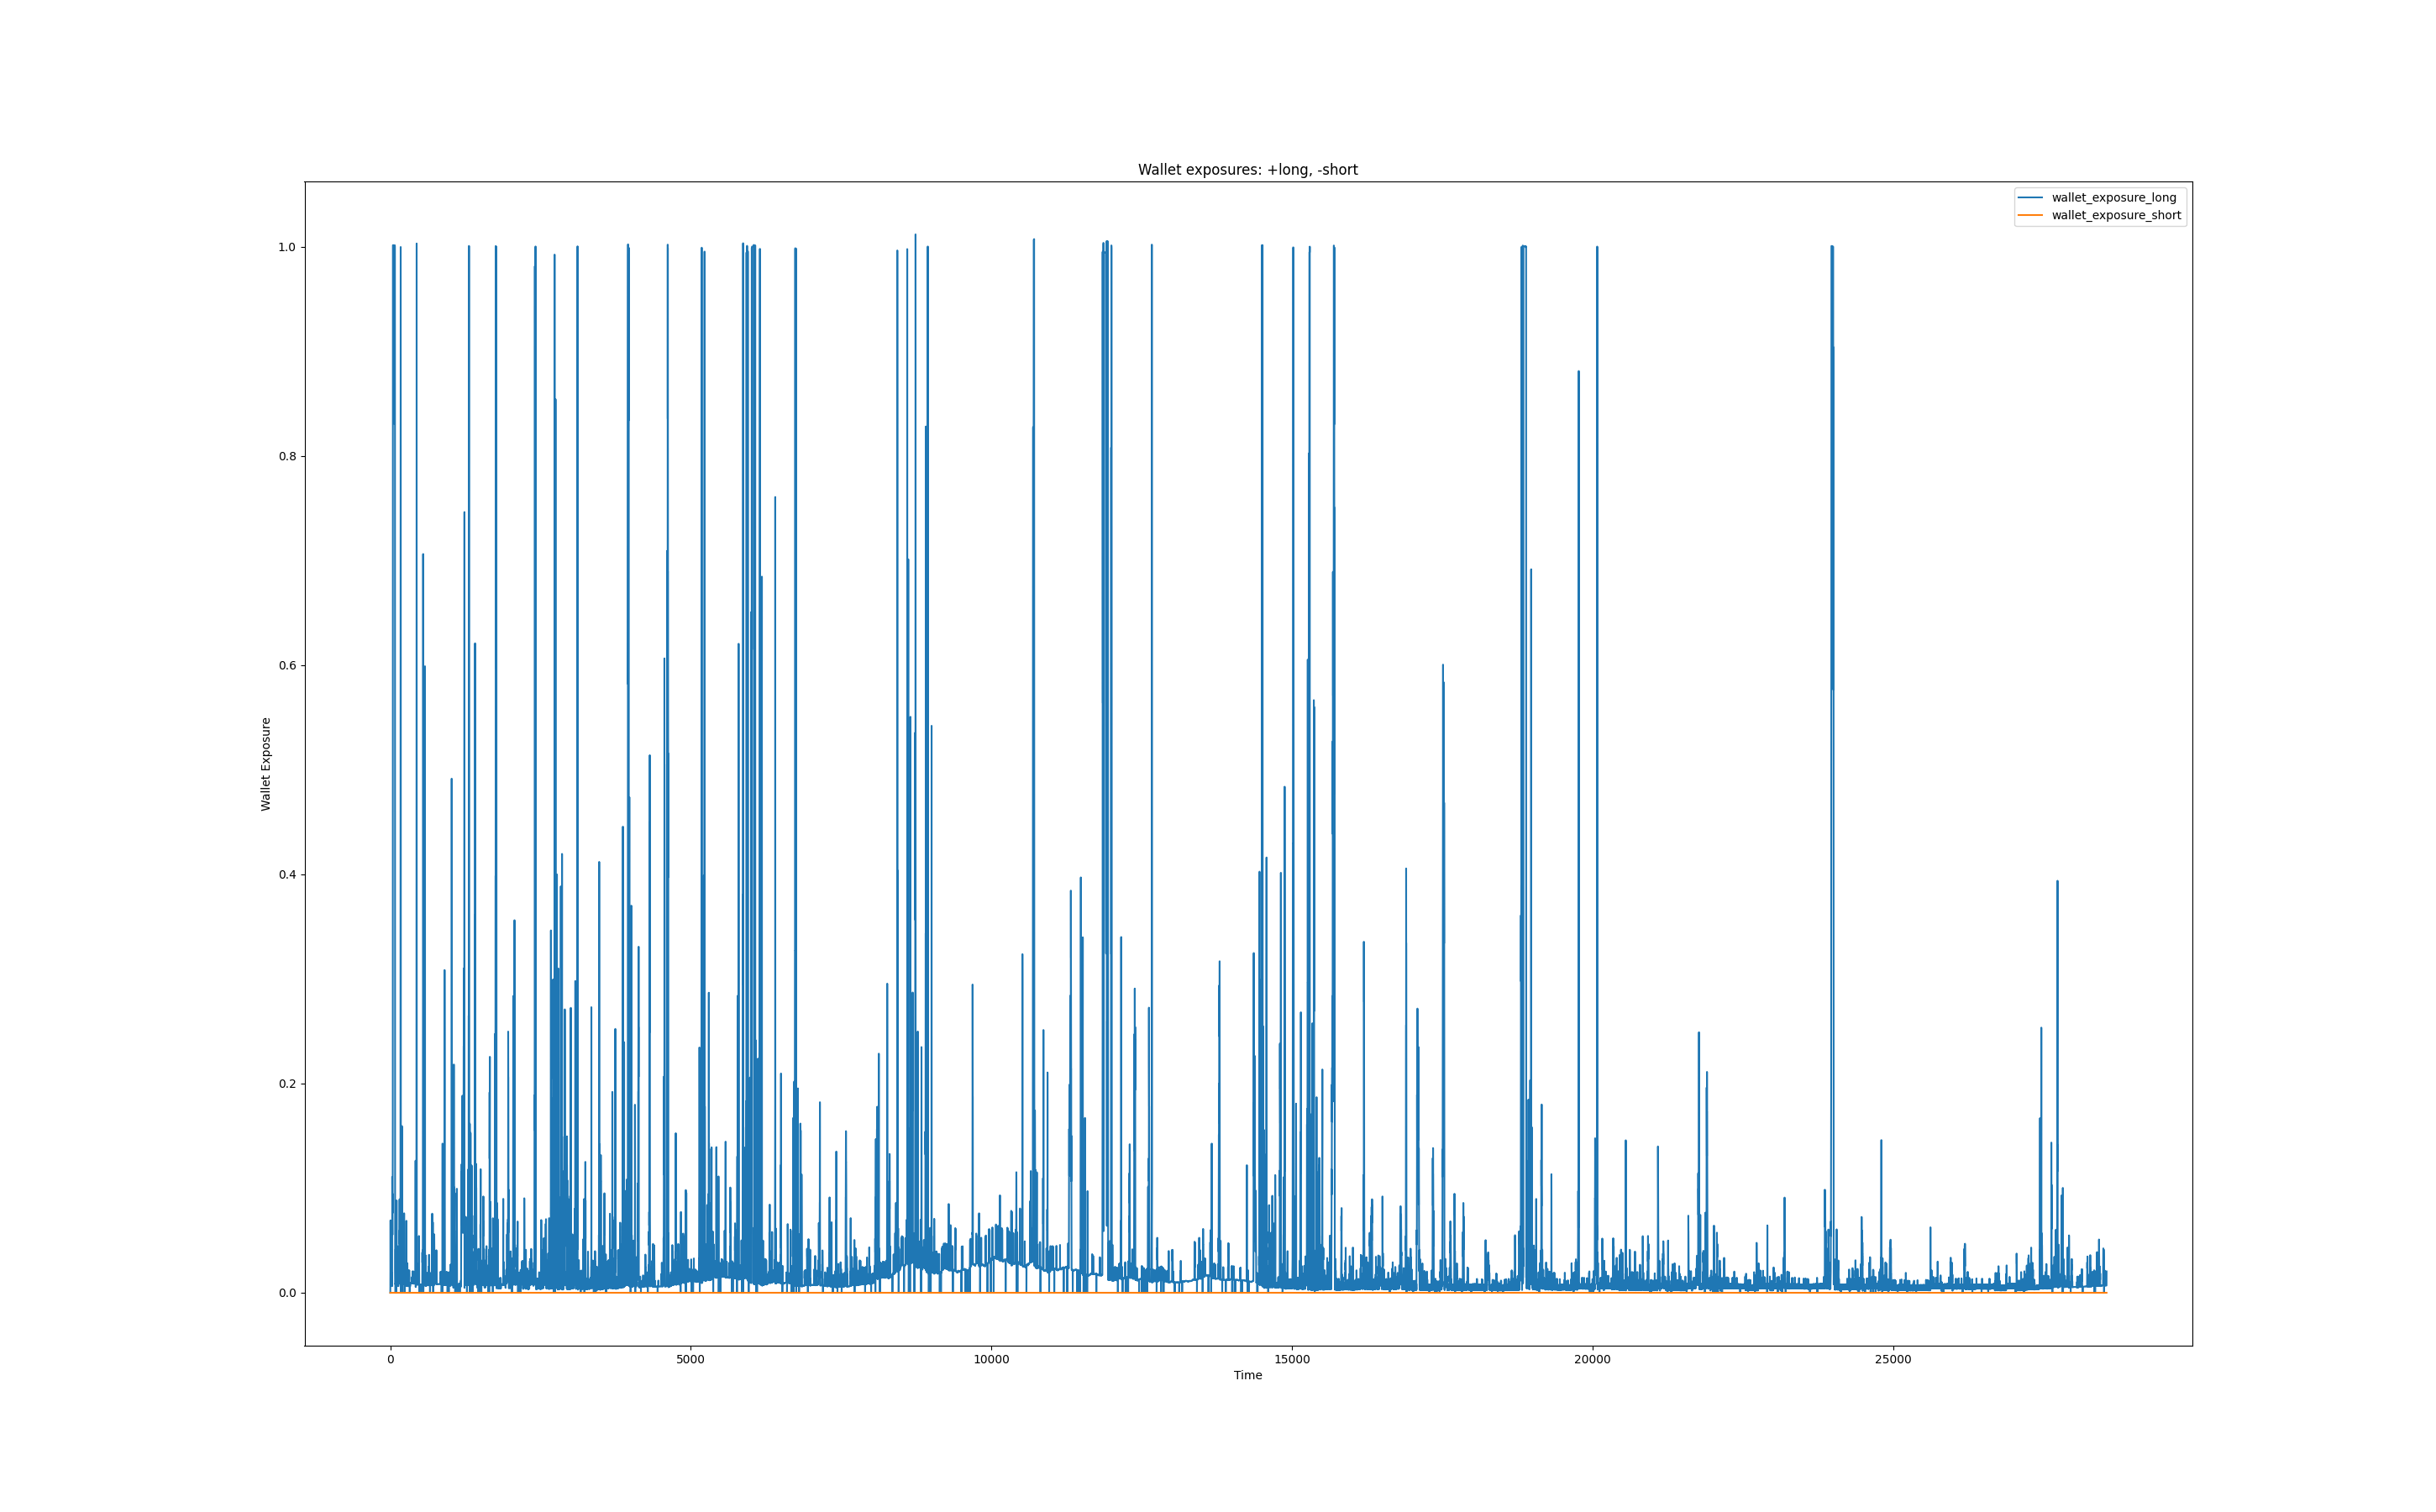 Wallet exposures: +long, -short
wallet_exposure_long
wallet_exposure_short
1.0
0.8
0.6
0.4
0.2
0.0
Wallet Exposure
0 5000 10000 15000 20000 25000
Time